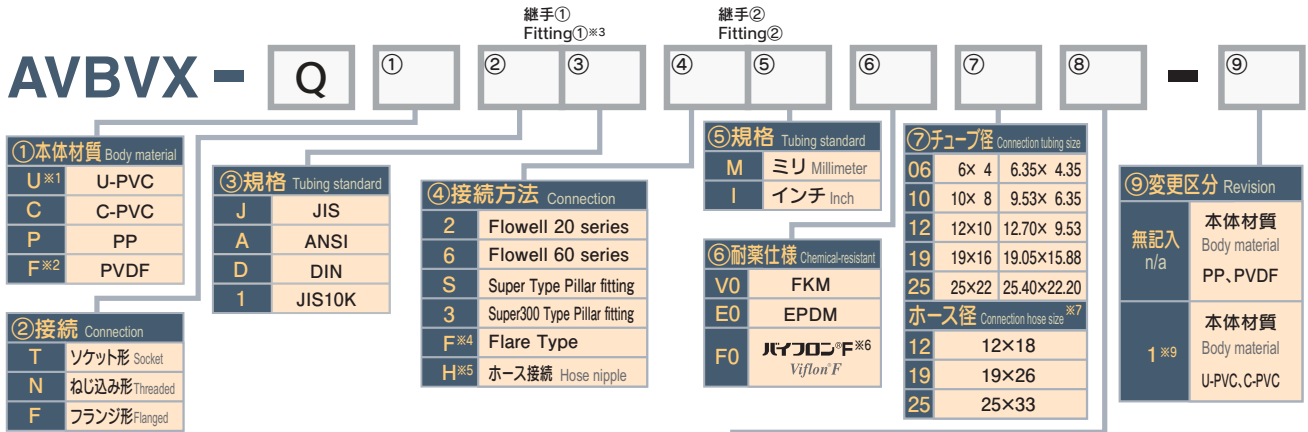 継手① 継手②
Fitting①※3 Fitting②
AVBVX - Q ① ② ③ ④ ⑤ ⑥ ⑦ ⑧ - ⑨
①本体材質 Body material
U※1 U-PVC
C C-PVC
P PP
F※2 PVDF
②接続 Connection
T ソケット形 Socket
N ねじ込み形 Threaded
F フランジ形 Flanged
③規格 Tubing standard
J JIS
A ANSI
D DIN
1 JIS10K
④接続方法 Connection
2 Flowell 20 series
6 Flowell 60 series
S Super Type Pillar fitting
3 Super300 Type Pillar fitting
F※4 Flare Type
H※5 ホース接続 Hose nipple
⑤規格 Tubing standard
M ミリ Millimeter
I インチ Inch
⑥耐薬仕様 Chemical-resistant
V0 FKM
E0 EPDM
F0 バイフロン®F※6
Viflon®F
⑦チューブ径 Connection tubing size
06 6× 4 6.35× 4.35
10 10× 8 9.53× 6.35
12 12×10 12.70× 9.53
19 19×16 19.05×15.88
25 25×22 25.40×22.20
ホース径 Connection hose size※7
12 12×18
19 19×26
25 25×33
⑨変更区分 Revision
無記入 n/a 本体材質
Body material
PP、PVDF
1※9 本体材質
Body material
U-PVC、C-PVC